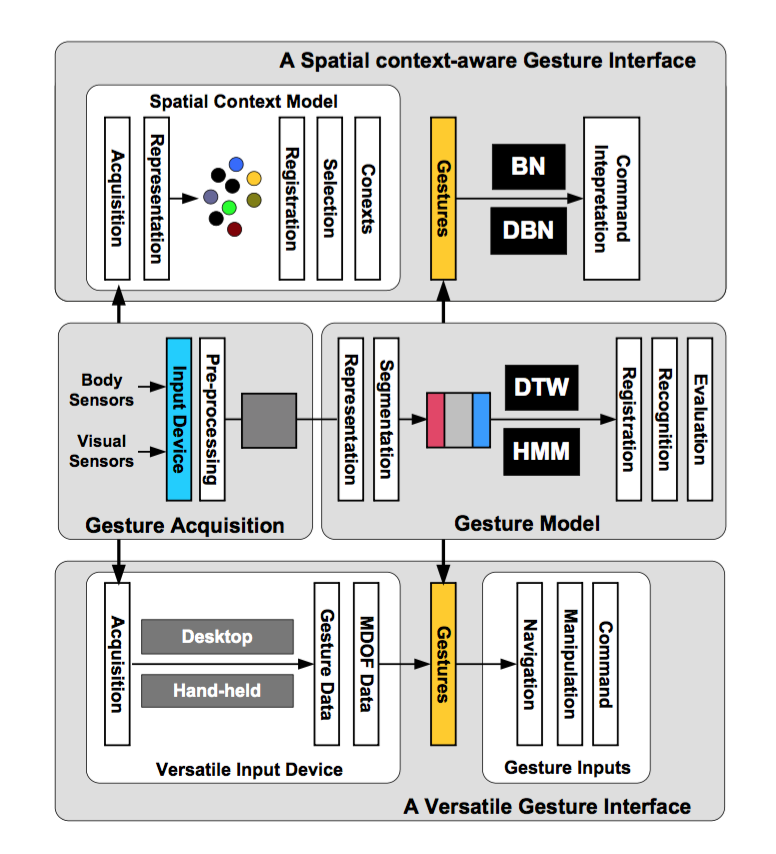 A Spatial context-aware Gesture Interface
Spatial Context Model
Acquisition
Representation
Registration
Selection
Conexts
Gestures
BN
DBN
Command
Intepretation
Body
Sensors
Visual
Sensors
Input Device
Pre-processing
Gesture Acquisition
Representation
Segmentation
DTW
HMM
Registration
Recognition
Evaluation
Gesture Model
Acquisition
Desktop
Hand-held
Gesture Data
MDOF Data
Versatile Input Device
Gestures
Navigation
Manipulation
Command
Gesture Inputs
A Versatile Gesture Interface